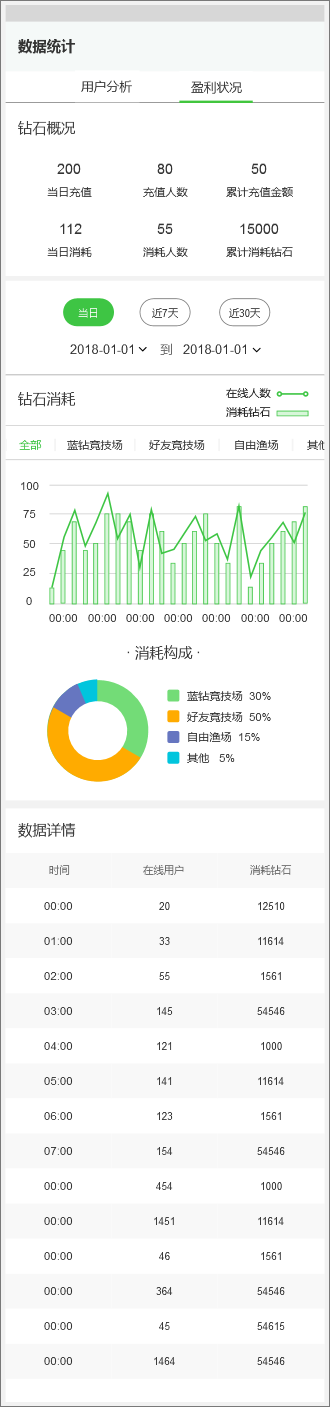 数据统计
用户分析 盈利状况
钻石概况
200 80 50
当日充值 充值人数 累计充值金额
112 55 15000
当日消耗 消耗人数 累计消耗钻石
当日 近7天 近30天
2018-01-01 到 2018-01-01
钻石消耗
在线人数
消耗钻石
全部 蓝钻竟技场 好友竟技场 自由渔场 其他
100
75
50
25
0
00:00 00:00 00:00 00:00 00:00 00:00 00:00
· 消耗构成 ·
蓝钻竟技场 30%
好友竟技场 50%
自由渔场 15%
其他 5%
数据详情
时间 在线用户 消耗钻石
00:00 20 12510
01:00 33 11614
02:00 55 1561
03:00 145 54546
04:00 121 1000
05:00 141 11614
06:00 123 1561
07:00 154 54546
00:00 454 1000
00:00 1451 11614
00:00 46 1561
00:00 364 54546
00:00 45 54615
00:00 1464 54546